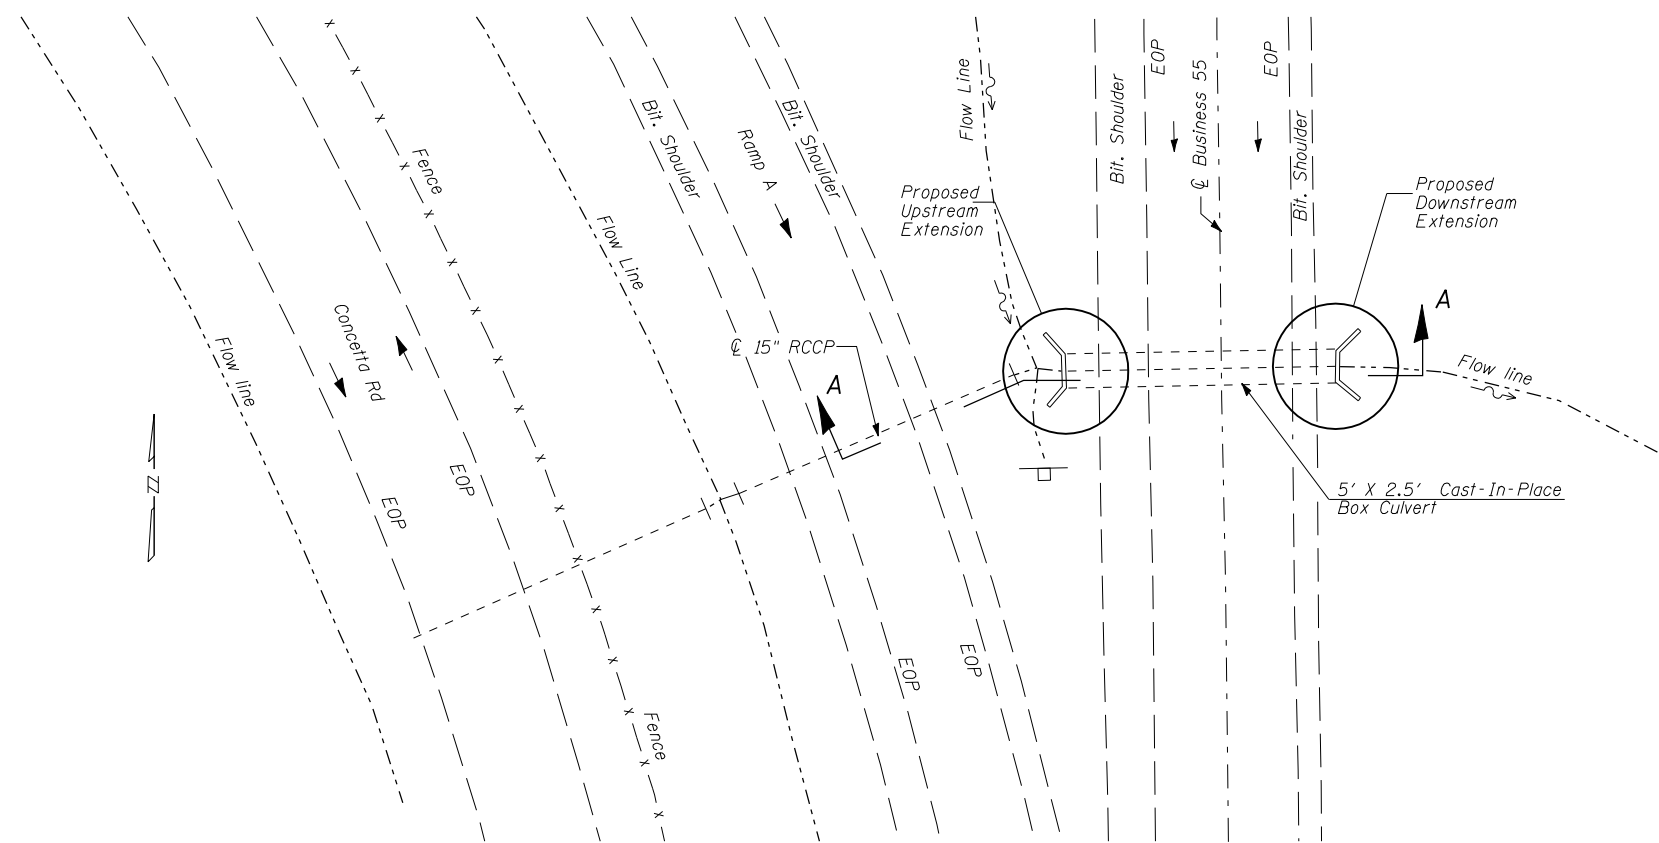 Flow Line
EOP
EOP
Bit. Shoulder
Bit. Shoulder
Ramp A
Bit. Shoulder
℄ Business 55
Bit. Shoulder
Fence
Proposed
Upstream
Extension
Proposed
Downstream
Extension
Flow Line
Concetta Rd
Flow line
℄ 15" RCCP
A
A
Flow line
EOP
EOP
N
5' X 2.5' Cast-In-Place
Box Culvert
EOP
EOP
Fence